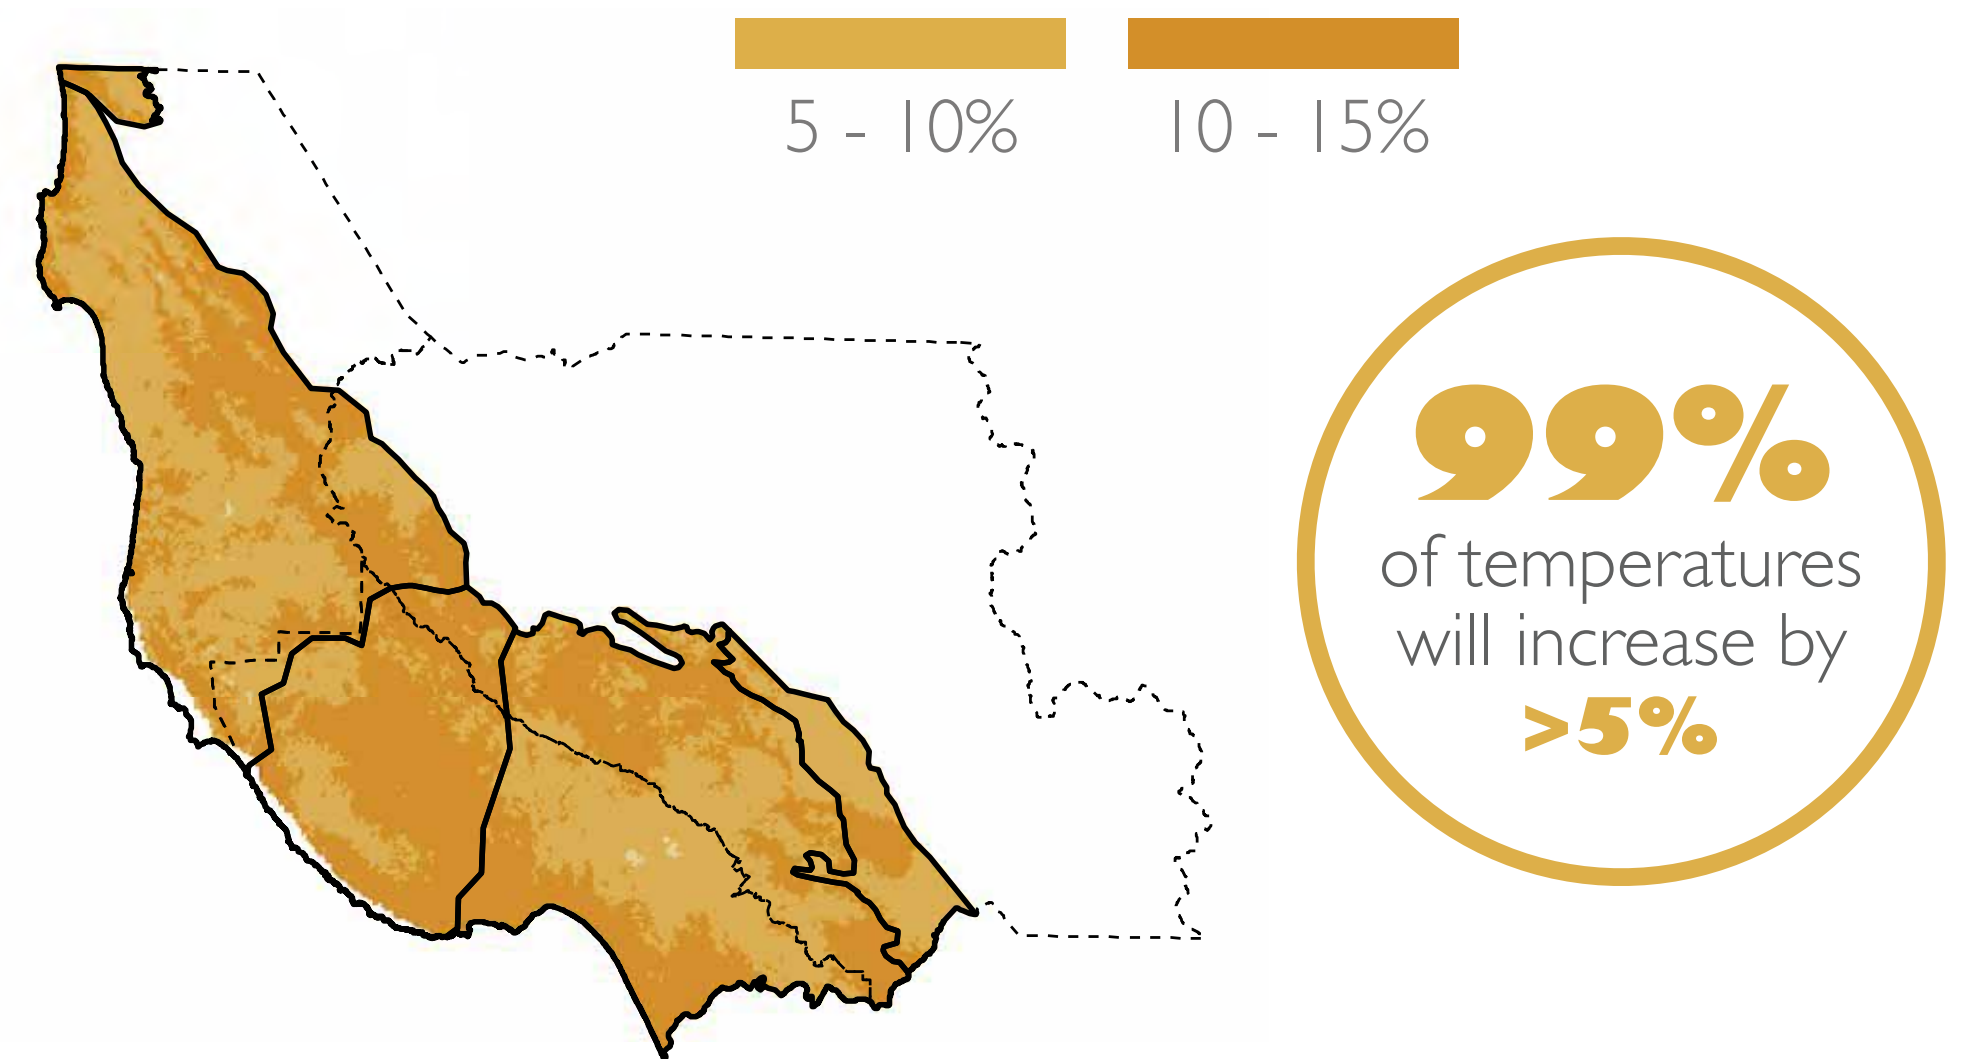 5 - 10%
10 - 15%
99%
of temperatures
will increase by
>5%